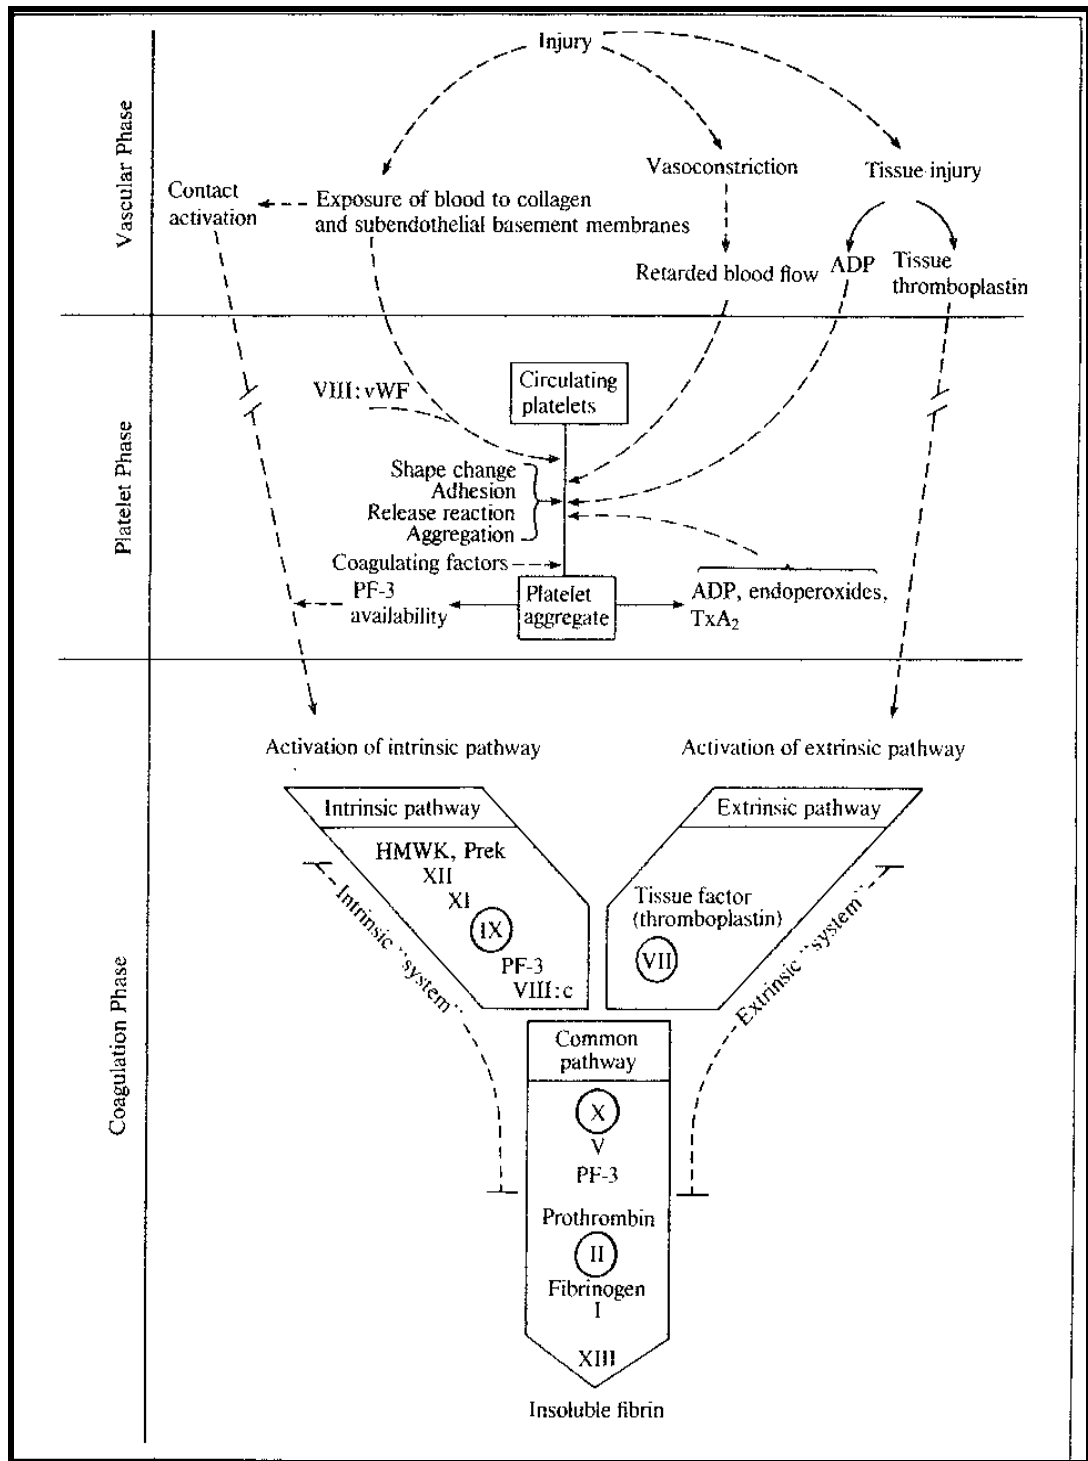 Injury
Vascular Phase
Vasoconstriction
Tissue injury
Contact
activation
Exposure of blood to collagen
and subendothelial basement membranes
Retarded blood flow
ADP
Tissue
thromboplastin
Platelet Phase
VIII:vWF
Circulating
platelets
Shape change
Adhesion
Release reaction
Aggregation
Coagulating factors
PF-3
availability
Platelet
aggregate
ADP, endoperoxides,
TxA₂
Coagulation Phase
Activation of intrinsic pathway
Activation of extrinsic pathway
Intrinsic pathway
Extrinsic pathway
HMWK, Prek
XII
XI
IX
PF-3
VIII:c
Tissue factor
(thromboplastin)
VII
Intrinsic "system"
Extrinsic "system"
Common
pathway
X
V
PF-3
Prothrombin
II
Fibrinogen
I
XIII
Insoluble fibrin